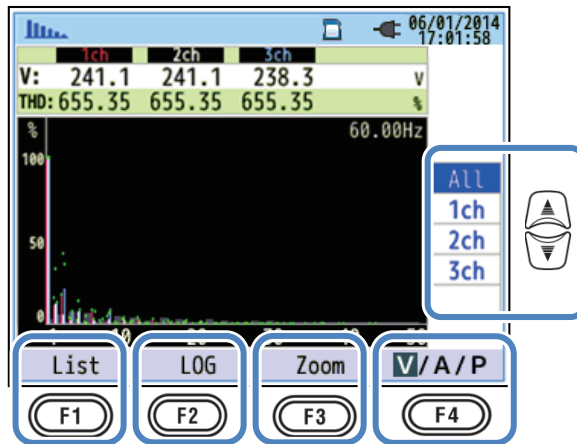 06/01/2014
17:01:58
1ch 2ch 3ch
V: 241.1 241.1 238.3 V
THD: 655.35 655.35 655.35 %
% 60.00Hz
100
50
0
All
1ch
2ch
3ch
List LOG Zoom V/A/P
F1 F2 F3 F4